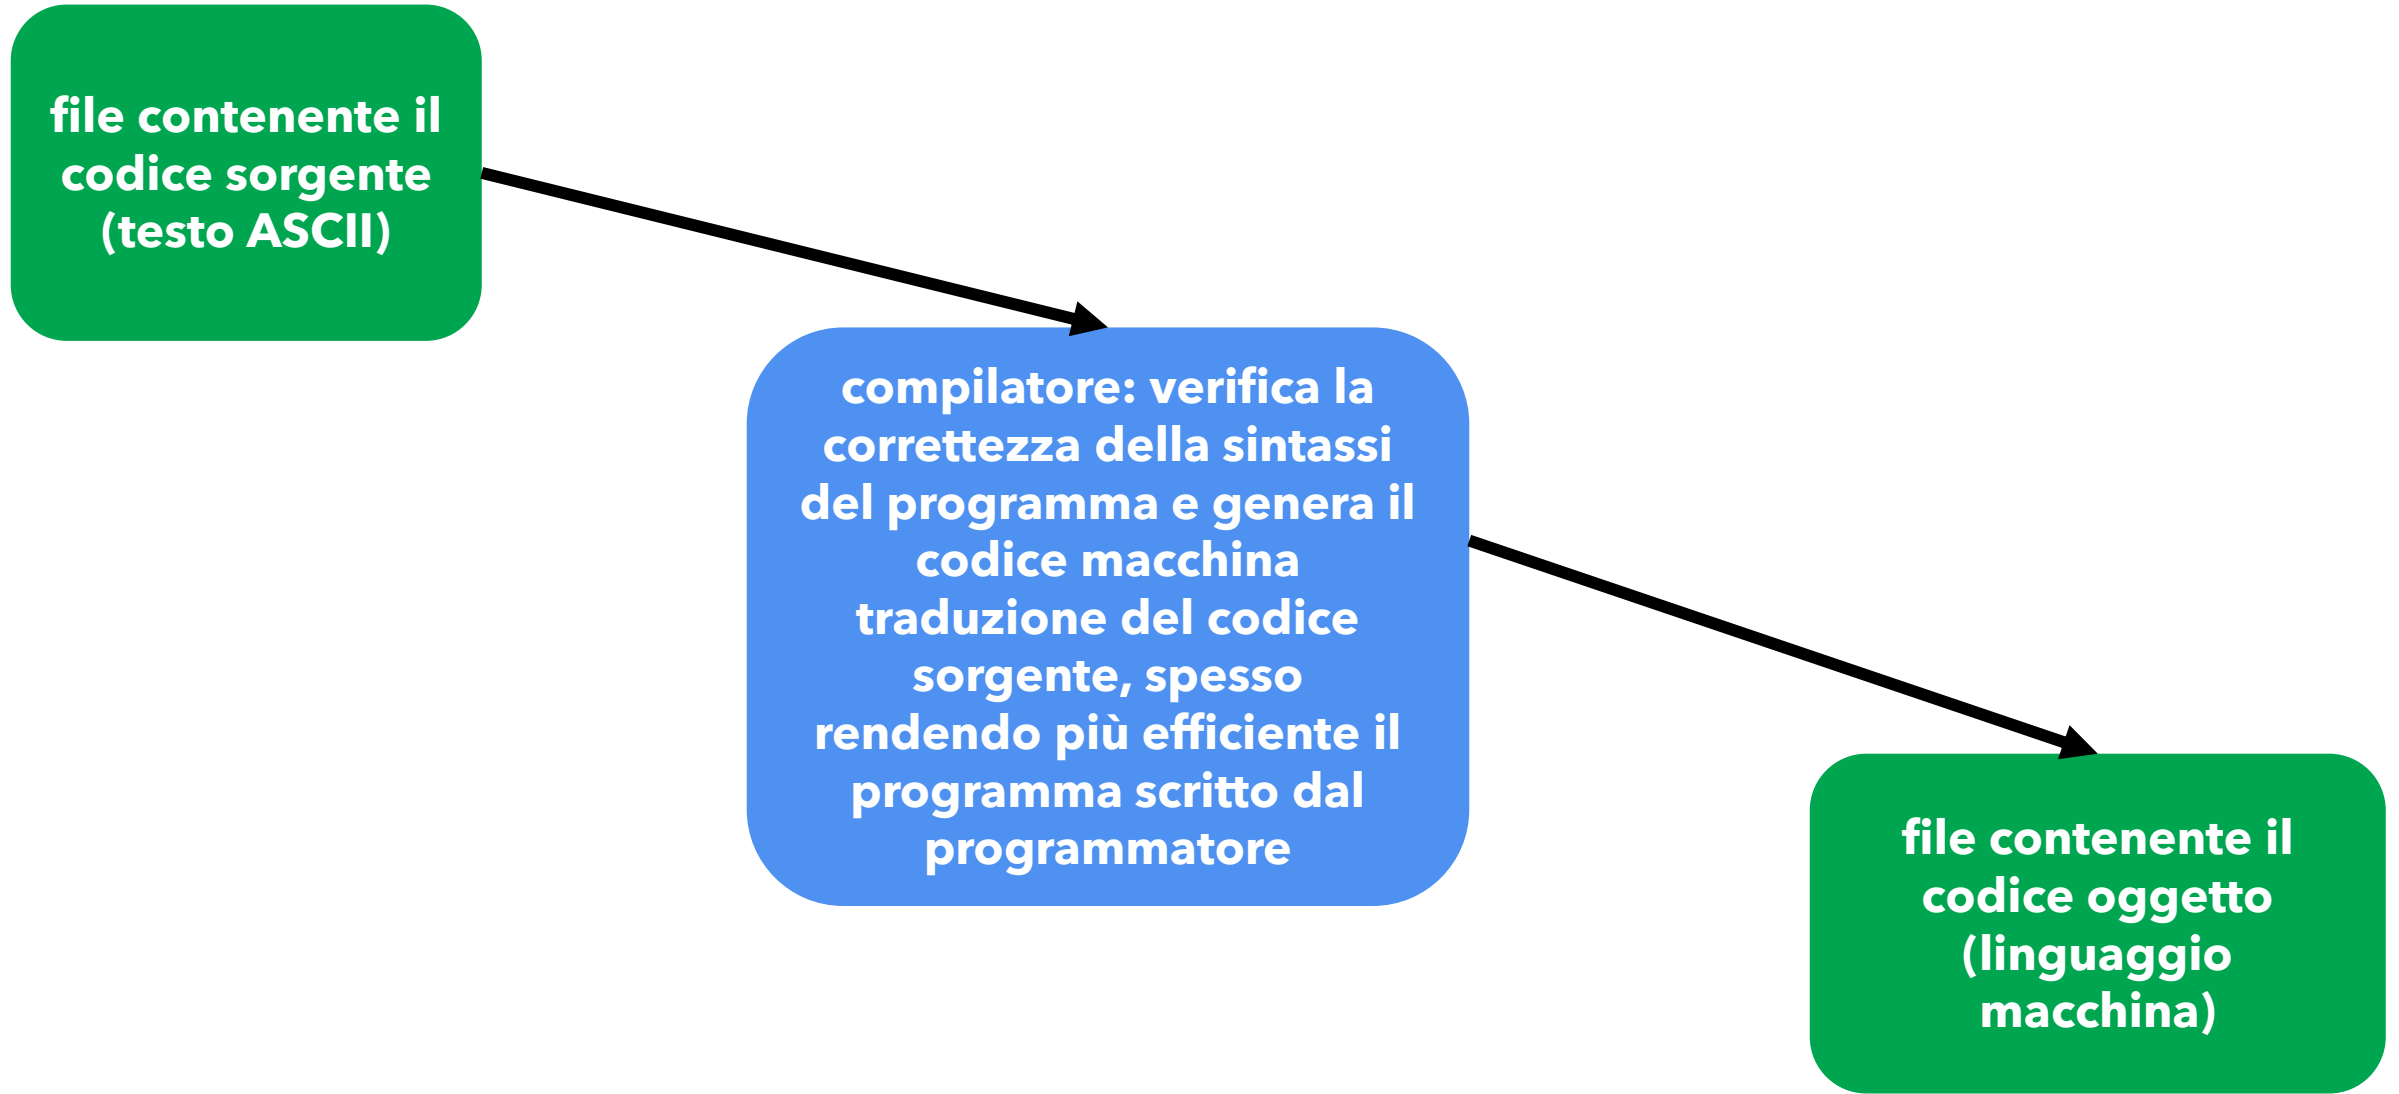 file contenente il
codice sorgente
(testo ASCII)
compilatore: verifica la
correttezza della sintassi
del programma e genera il
codice macchina
traduzione del codice
sorgente, spesso
rendendo più efficiente il
programma scritto dal
programmatore
file contenente il
codice oggetto
(linguaggio
macchina)